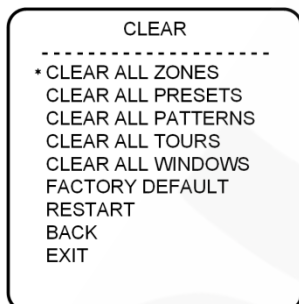 CLEAR
- - - - - - - - - - - - - - - - - - - -
* CLEAR ALL ZONES
CLEAR ALL PRESETS
CLEAR ALL PATTERNS
CLEAR ALL TOURS
CLEAR ALL WINDOWS
FACTORY DEFAULT
RESTART
BACK
EXIT